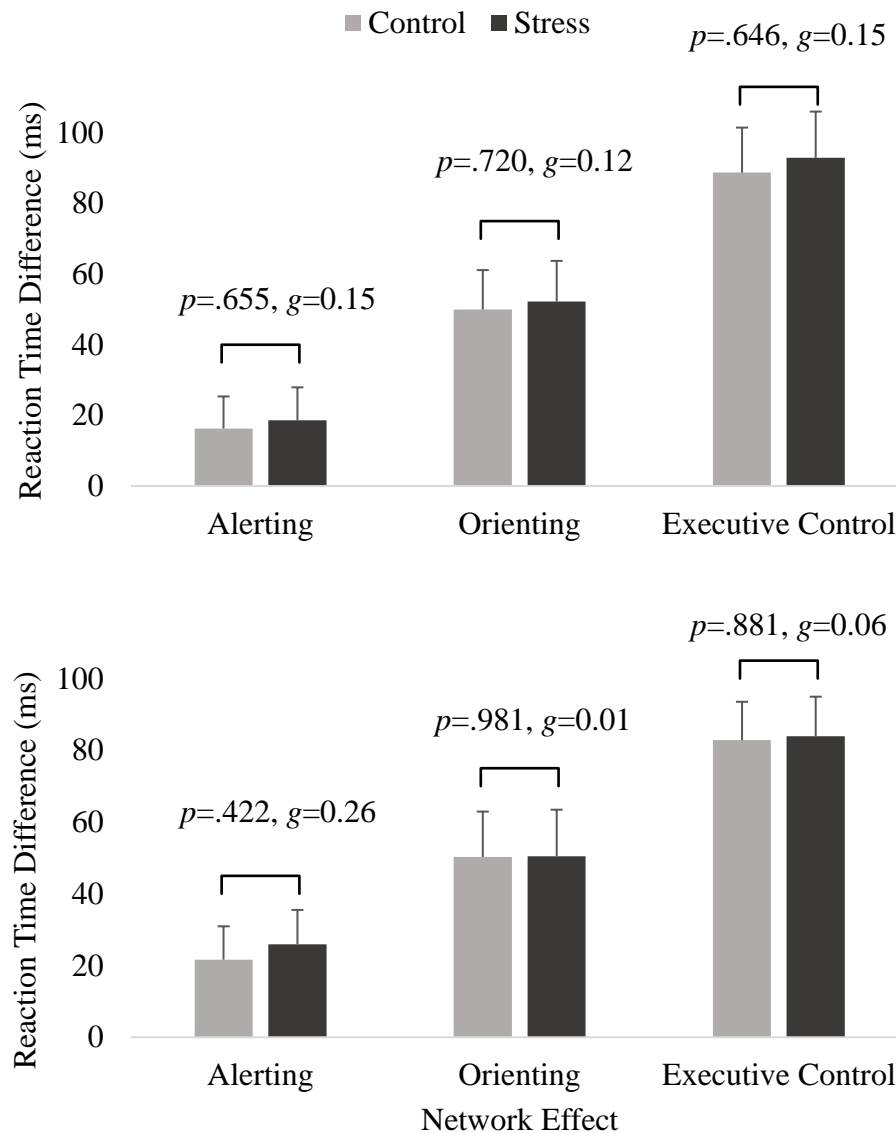 Control Stress
p=.646, g=0.15
p=.720, g=0.12
p=.655, g=0.15
Reaction Time Difference (ms)
100
80
60
40
20
0
Alerting Orienting Executive Control
p=.881, g=0.06
p=.981, g=0.01
p=.422, g=0.26
Reaction Time Difference (ms)
100
80
60
40
20
0
Alerting Orienting Executive Control
Network Effect